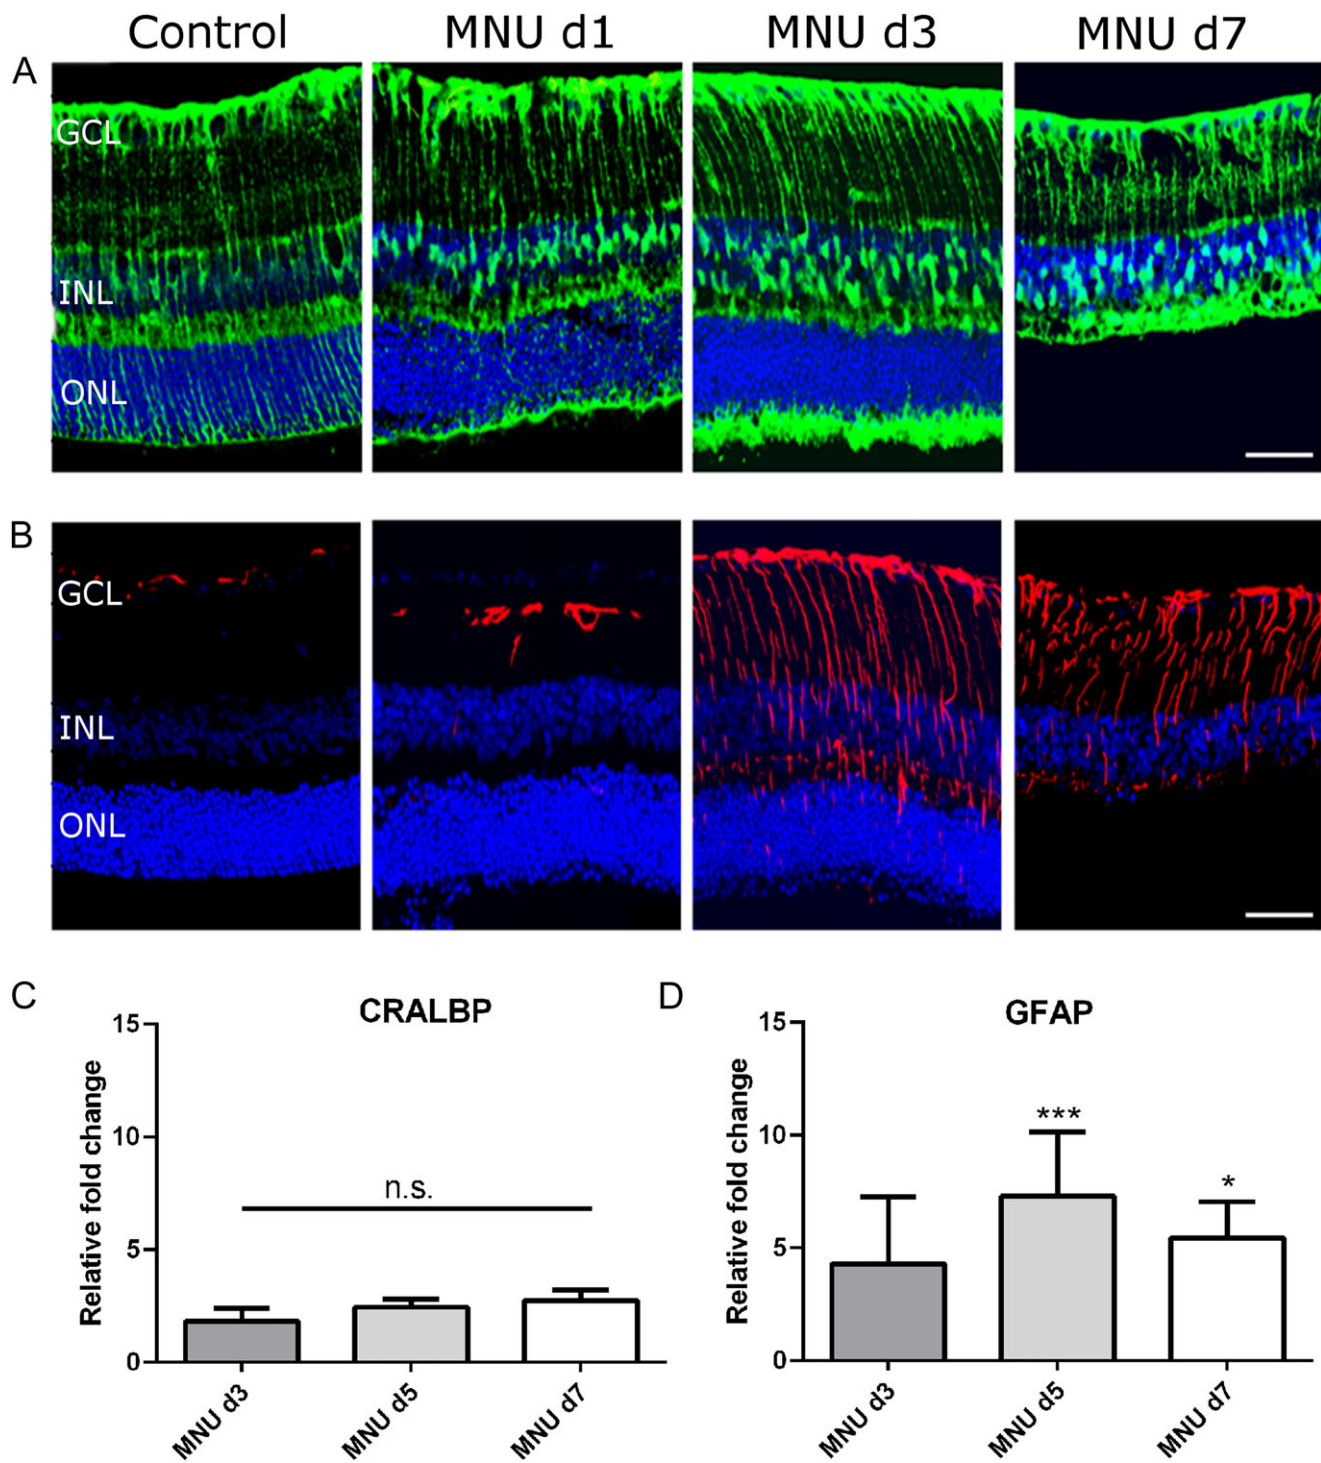 Control MNU d1 MNU d3 MNU d7
A
GCL
INL
ONL
B
GCL
INL
ONL
C CRALBP
Relative fold change
15
10
5
0
n.s.
MNU d3 MNU d5 MNU d7
D GFAP
Relative fold change
15
10
5
0
***
*
MNU d3 MNU d5 MNU d7